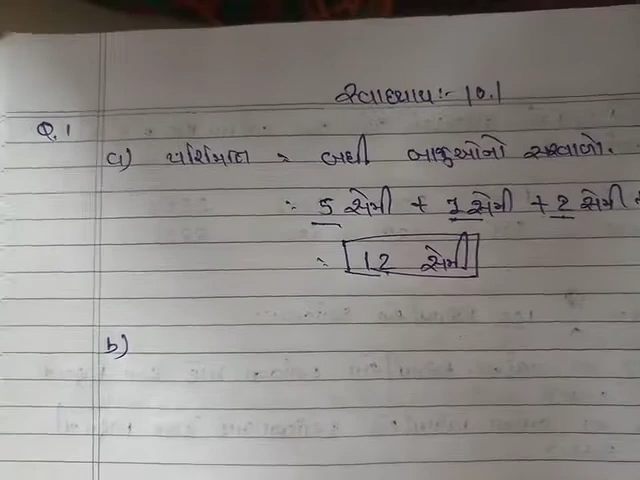 સ્વાધ્યાય:- 10.1
Q.1
a) પરિમિતિ = બધી બાજુઓનો સરવાળો.
= 5 સેમી + 1 સેમી + 2 સેમી +
= 12 સેમી
b)